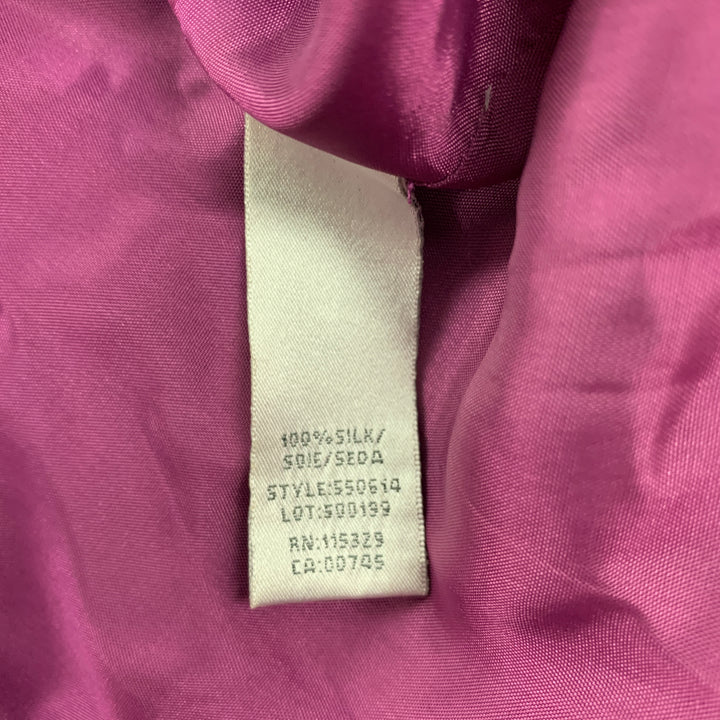 100% SILK/
SOIE/SEDA
STYLE:550614
LOT:500199
RN:115329
CA:00745